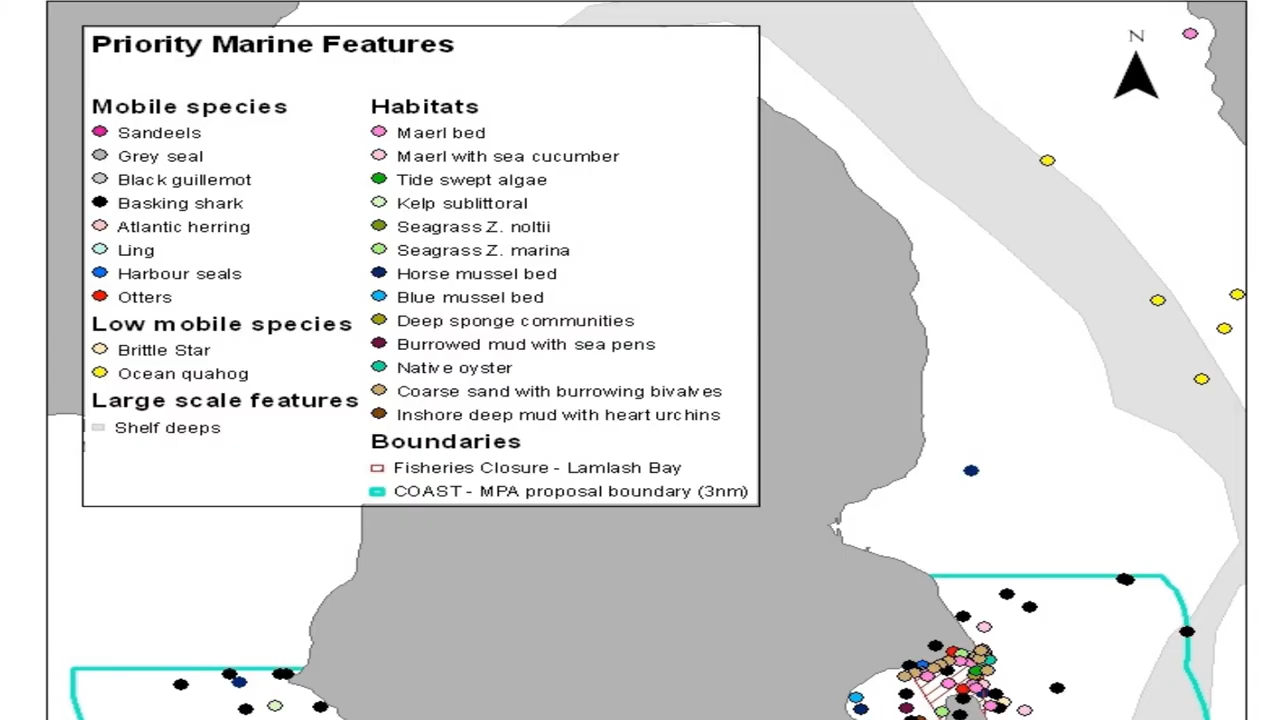 Priority Marine Features
N
Mobile species
Sandeels
Grey seal
Black guillemot
Basking shark
Atlantic herring
Ling
Harbour seals
Otters
Low mobile species
Brittle Star
Ocean quahog
Large scale features
Shelf deeps
Habitats
Maerl bed
Maerl with sea cucumber
Tide swept algae
Kelp sublittoral
Seagrass Z. noltii
Seagrass Z. marina
Horse mussel bed
Blue mussel bed
Deep sponge communities
Burrowed mud with sea pens
Native oyster
Coarse sand with burrowing bivalves
Inshore deep mud with heart urchins
Boundaries
Fisheries Closure - Lamlash Bay
COAST - MPA proposal boundary (3nm)